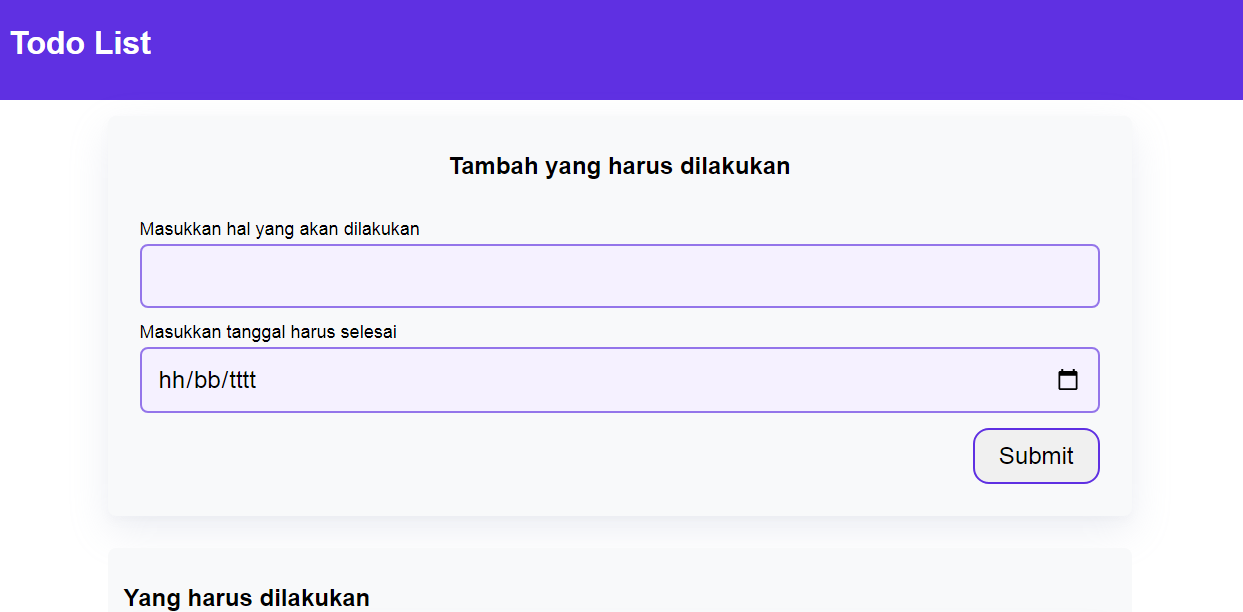 Todo List
Tambah yang harus dilakukan
Masukkan hal yang akan dilakukan
Masukkan tanggal harus selesai
hh/bb/tttt
Submit
Yang harus dilakukan